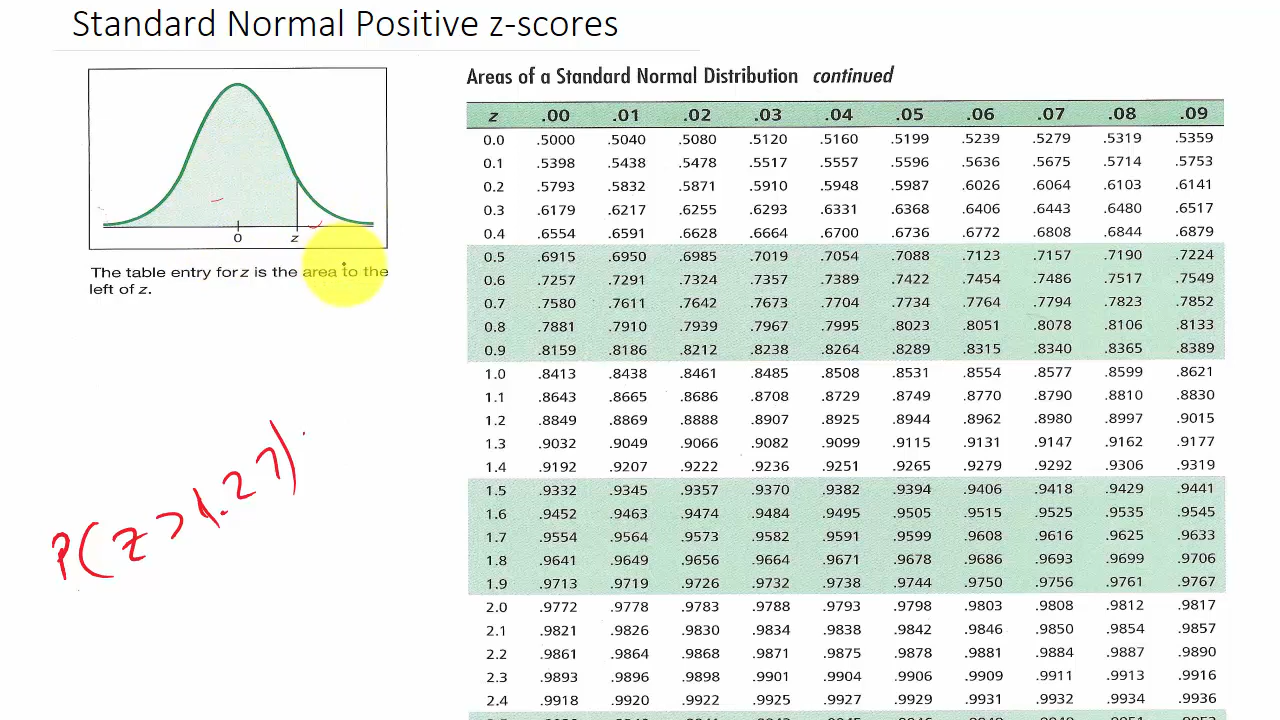 Standard Normal Positive z-scores
Areas of a Standard Normal Distribution continued
z .00 .01 .02 .03 .04 .05 .06 .07 .08 .09
0.0 .5000 .5040 .5080 .5120 .5160 .5199 .5239 .5279 .5319 .5359
0.1 .5398 .5438 .5478 .5517 .5557 .5596 .5636 .5675 .5714 .5753
0.2 .5793 .5832 .5871 .5910 .5948 .5987 .6026 .6064 .6103 .6141
0.3 .6179 .6217 .6255 .6293 .6331 .6368 .6406 .6443 .6480 .6517
0.4 .6554 .6591 .6628 .6664 .6700 .6736 .6772 .6808 .6844 .6879
0.5 .6915 .6950 .6985 .7019 .7054 .7088 .7123 .7157 .7190 .7224
0.6 .7257 .7291 .7324 .7357 .7389 .7422 .7454 .7486 .7517 .7549
0.7 .7580 .7611 .7642 .7673 .7704 .7734 .7764 .7794 .7823 .7852
0.8 .7881 .7910 .7939 .7967 .7995 .8023 .8051 .8078 .8106 .8133
0.9 .8159 .8186 .8212 .8238 .8264 .8289 .8315 .8340 .8365 .8389
1.0 .8413 .8438 .8461 .8485 .8508 .8531 .8554 .8577 .8599 .8621
1.1 .8643 .8665 .8686 .8708 .8729 .8749 .8770 .8790 .8810 .8830
1.2 .8849 .8869 .8888 .8907 .8925 .8944 .8962 .8980 .8997 .9015
1.3 .9032 .9049 .9066 .9082 .9099 .9115 .9131 .9147 .9162 .9177
1.4 .9192 .9207 .9222 .9236 .9251 .9265 .9279 .9292 .9306 .9319
1.5 .9332 .9345 .9357 .9370 .9382 .9394 .9406 .9418 .9429 .9441
1.6 .9452 .9463 .9474 .9484 .9495 .9505 .9515 .9525 .9535 .9545
1.7 .9554 .9564 .9573 .9582 .9591 .9599 .9608 .9616 .9625 .9633
1.8 .9641 .9649 .9656 .9664 .9671 .9678 .9686 .9693 .9699 .9706
1.9 .9713 .9719 .9726 .9732 .9738 .9744 .9750 .9756 .9761 .9767
2.0 .9772 .9778 .9783 .9788 .9793 .9798 .9803 .9808 .9812 .9817
2.1 .9821 .9826 .9830 .9834 .9838 .9842 .9846 .9850 .9854 .9857
2.2 .9861 .9864 .9868 .9871 .9875 .9878 .9881 .9884 .9887 .9890
2.3 .9893 .9896 .9898 .9901 .9904 .9906 .9909 .9911 .9913 .9916
2.4 .9918 .9920 .9922 .9925 .9927 .9929 .9931 .9932 .9934 .9936
0 z
The table entry for z is the area to the
left of z.
P(z > 1.27)